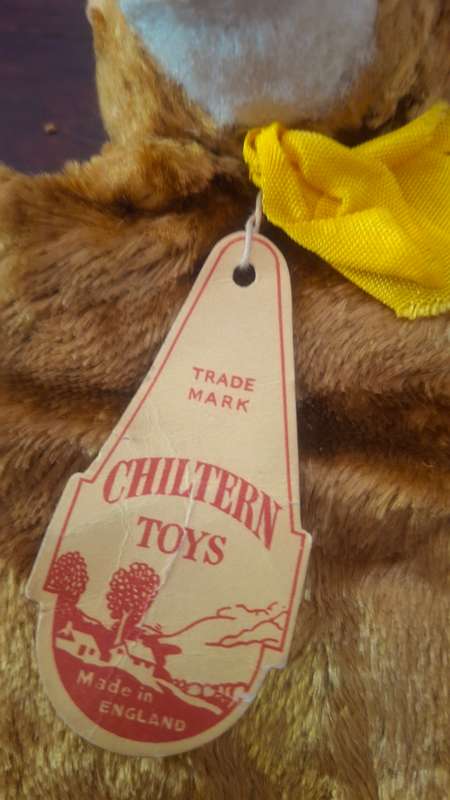 TRADE
MARK
CHILTERN
TOYS
Made in
ENGLAND